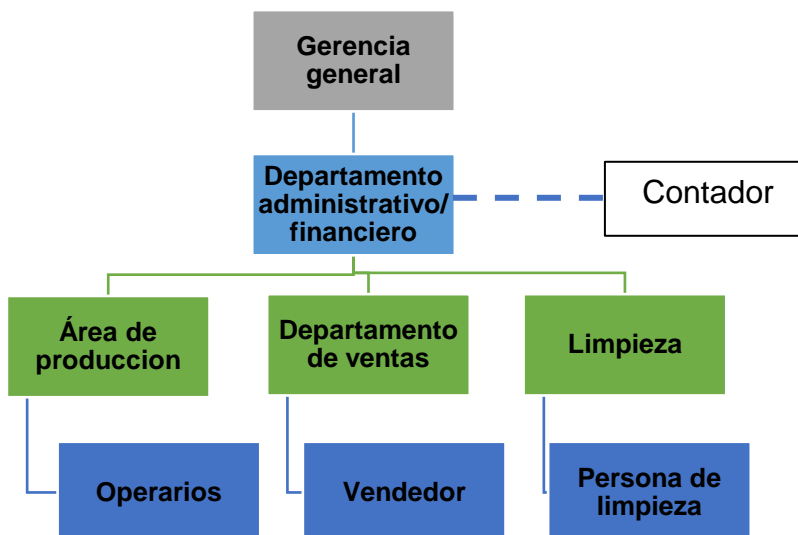 Gerencia
general
Departamento
administrativo/
financiero
Contador
Área de
produccion
Departamento
de ventas
Limpieza
Operarios
Vendedor
Persona de
limpieza